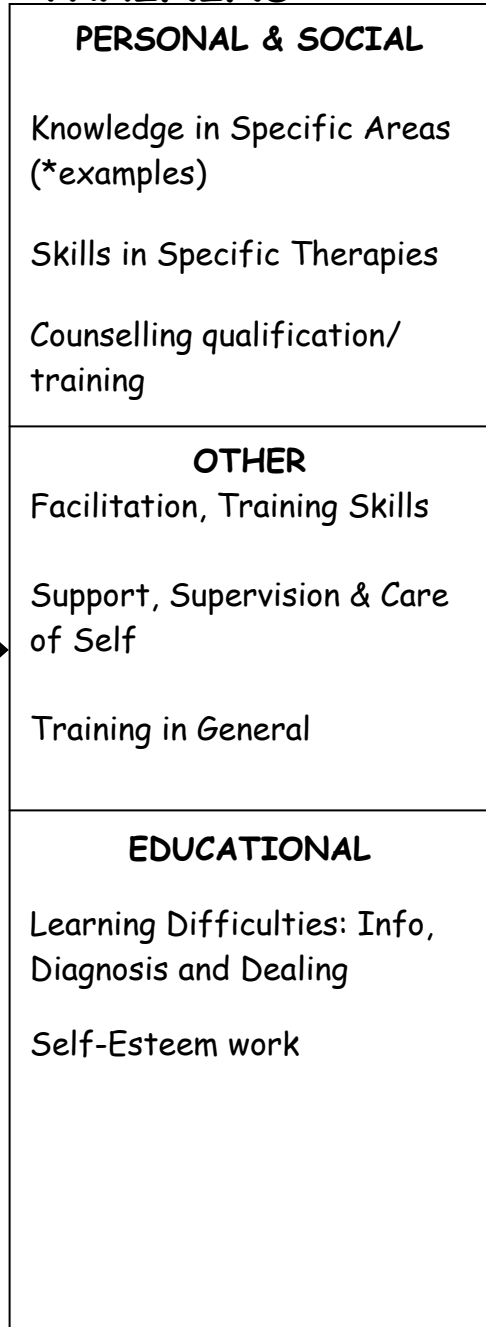 PERSONAL & SOCIAL
Knowledge in Specific Areas
(*examples)
Skills in Specific Therapies
Counselling qualification/
training
OTHER
Facilitation, Training Skills
Support, Supervision & Care
of Self
Training in General
EDUCATIONAL
Learning Difficulties: Info,
Diagnosis and Dealing
Self-Esteem work